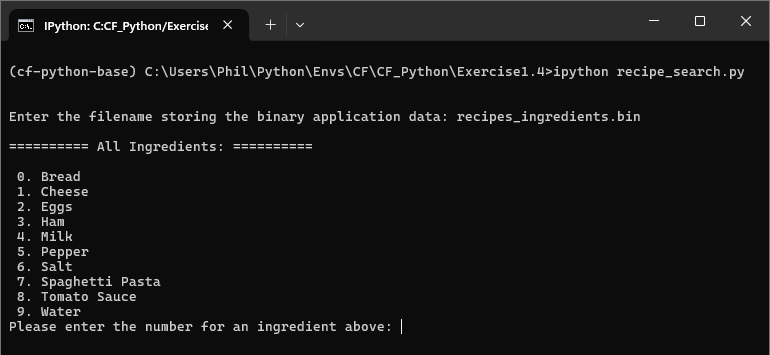 IPython: C:CF_Python/Exercise
(cf-python-base) C:\Users\Phil\Python\Envs\CF\CF_Python\Exercise1.4>ipython recipe_search.py
Enter the filename storing the binary application data: recipes_ingredients.bin
========== All Ingredients: ==========
0. Bread
1. Cheese
2. Eggs
3. Ham
4. Milk
5. Pepper
6. Salt
7. Spaghetti Pasta
8. Tomato Sauce
9. Water
Please enter the number for an ingredient above: